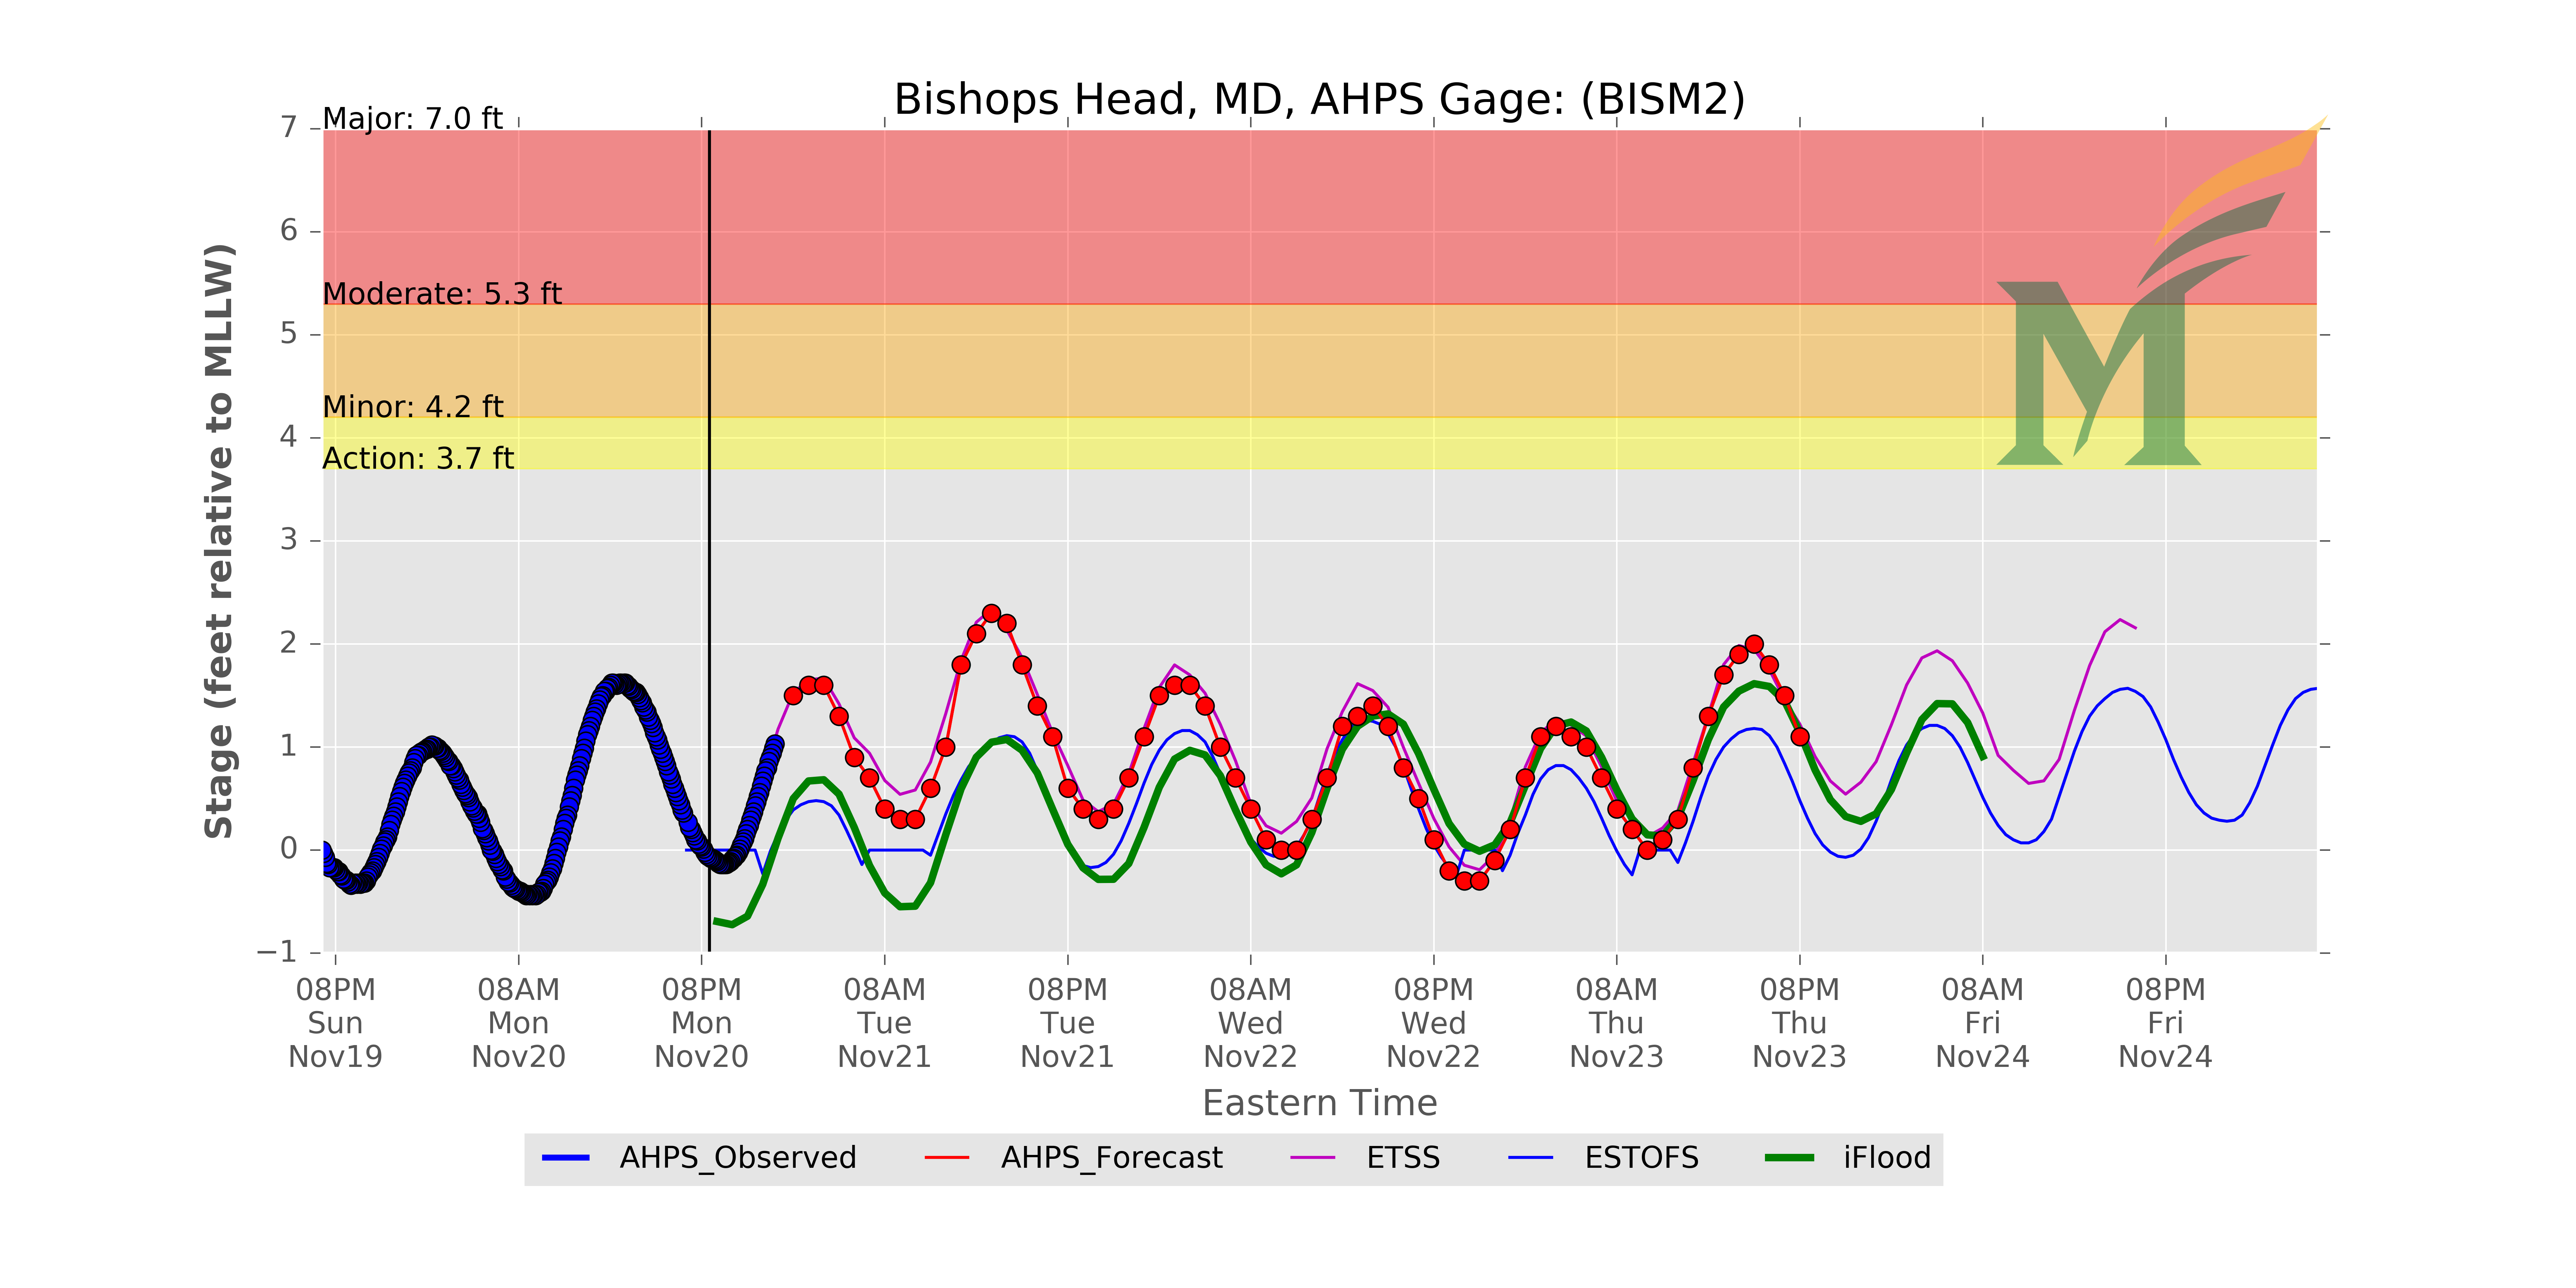 Bishops Head, MD, AHPS Gage: (BISM2)
Major: 7.0 ft
Moderate: 5.3 ft
Minor: 4.2 ft
Action: 3.7 ft
Stage (feet relative to MLLW)
7
6
5
4
3
2
1
0
−1
08PM 08AM 08PM 08AM 08PM 08AM 08PM 08AM 08PM 08AM 08PM
Sun Mon Mon Tue Tue Wed Wed Thu Thu Fri Fri
Nov19 Nov20 Nov20 Nov21 Nov21 Nov22 Nov22 Nov23 Nov23 Nov24 Nov24
Eastern Time
AHPS_Observed AHPS_Forecast ETSS ESTOFS iFlood
M